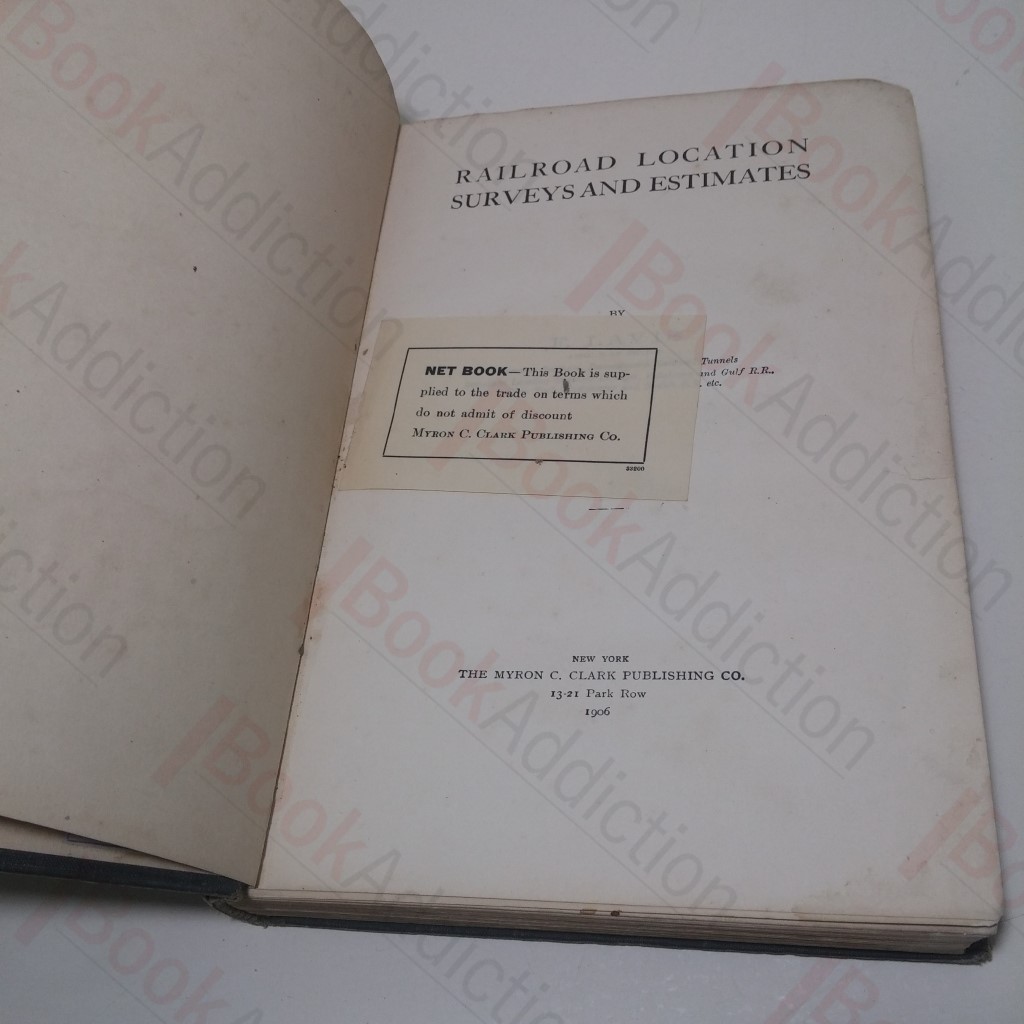 RAILROAD LOCATION
SURVEYS AND ESTIMATES
BY
Tunnels
and Gulf R.R.,
etc.
NET BOOK—This Book is sup-
plied to the trade on terms which
do not admit of discount
MYRON C. CLARK PUBLISHING CO.
32200
NEW YORK
THE MYRON C. CLARK PUBLISHING CO.
13-21 Park Row
1906
BookAddiction